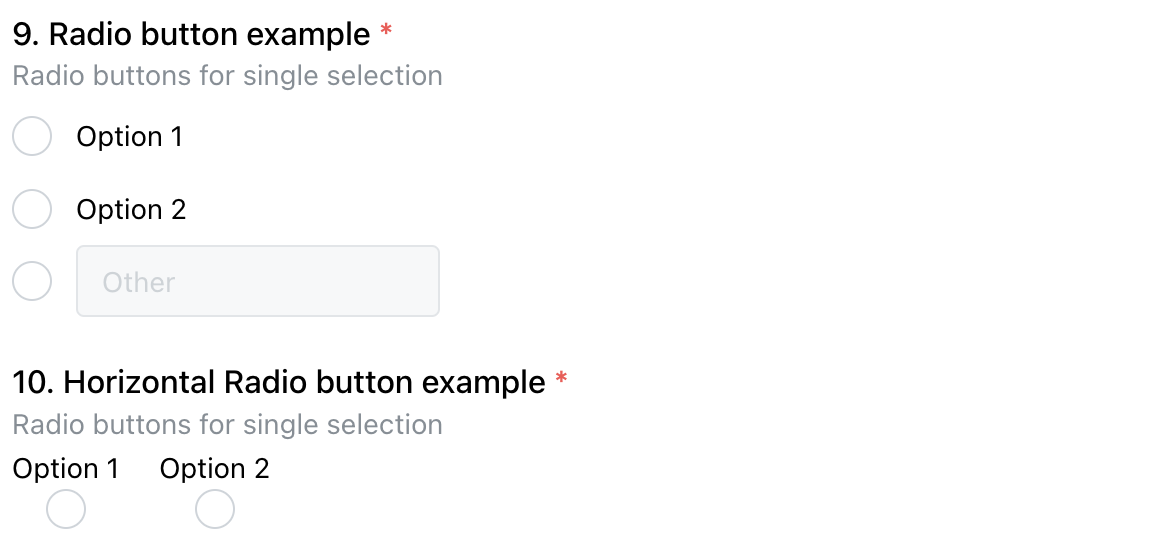 9. Radio button example *
Radio buttons for single selection
Option 1
Option 2
Other
10. Horizontal Radio button example *
Radio buttons for single selection
Option 1 Option 2